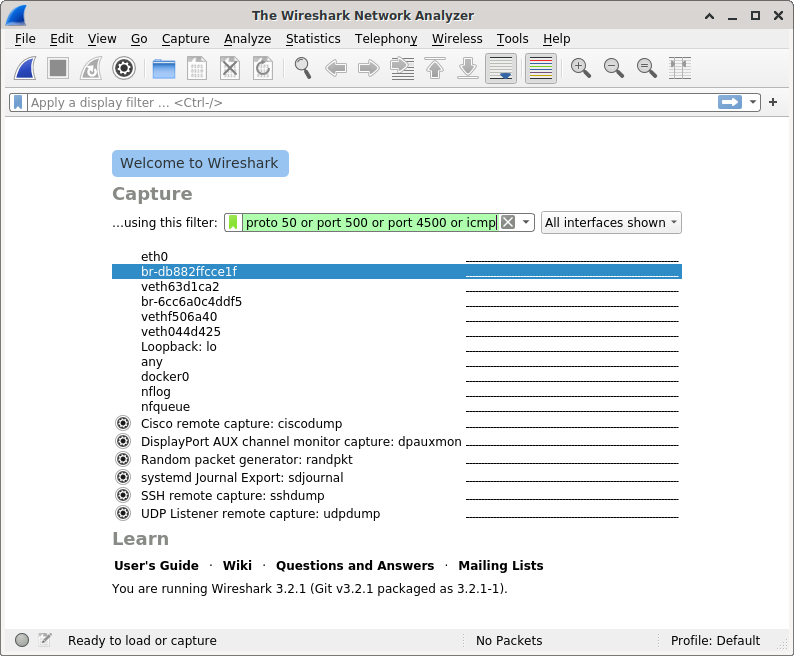 The Wireshark Network Analyzer
File Edit View Go Capture Analyze Statistics Telephony Wireless Tools Help
Apply a display filter ... <Ctrl-/> +
Welcome to Wireshark
Capture
...using this filter: proto 50 or port 500 or port 4500 or icmp All interfaces shown
eth0
br-db882ffcce1f
veth63d1ca2
br-6cc6a0c4ddf5
vethf506a40
veth044d425
Loopback: lo
any
docker0
nflog
nfqueue
Cisco remote capture: ciscodump
DisplayPort AUX channel monitor capture: dpauxmon
Random packet generator: randpkt
systemd Journal Export: sdjournal
SSH remote capture: sshdump
UDP Listener remote capture: udpdump
Learn
User's Guide · Wiki · Questions and Answers · Mailing Lists
You are running Wireshark 3.2.1 (Git v3.2.1 packaged as 3.2.1-1).
Ready to load or capture No Packets Profile: Default